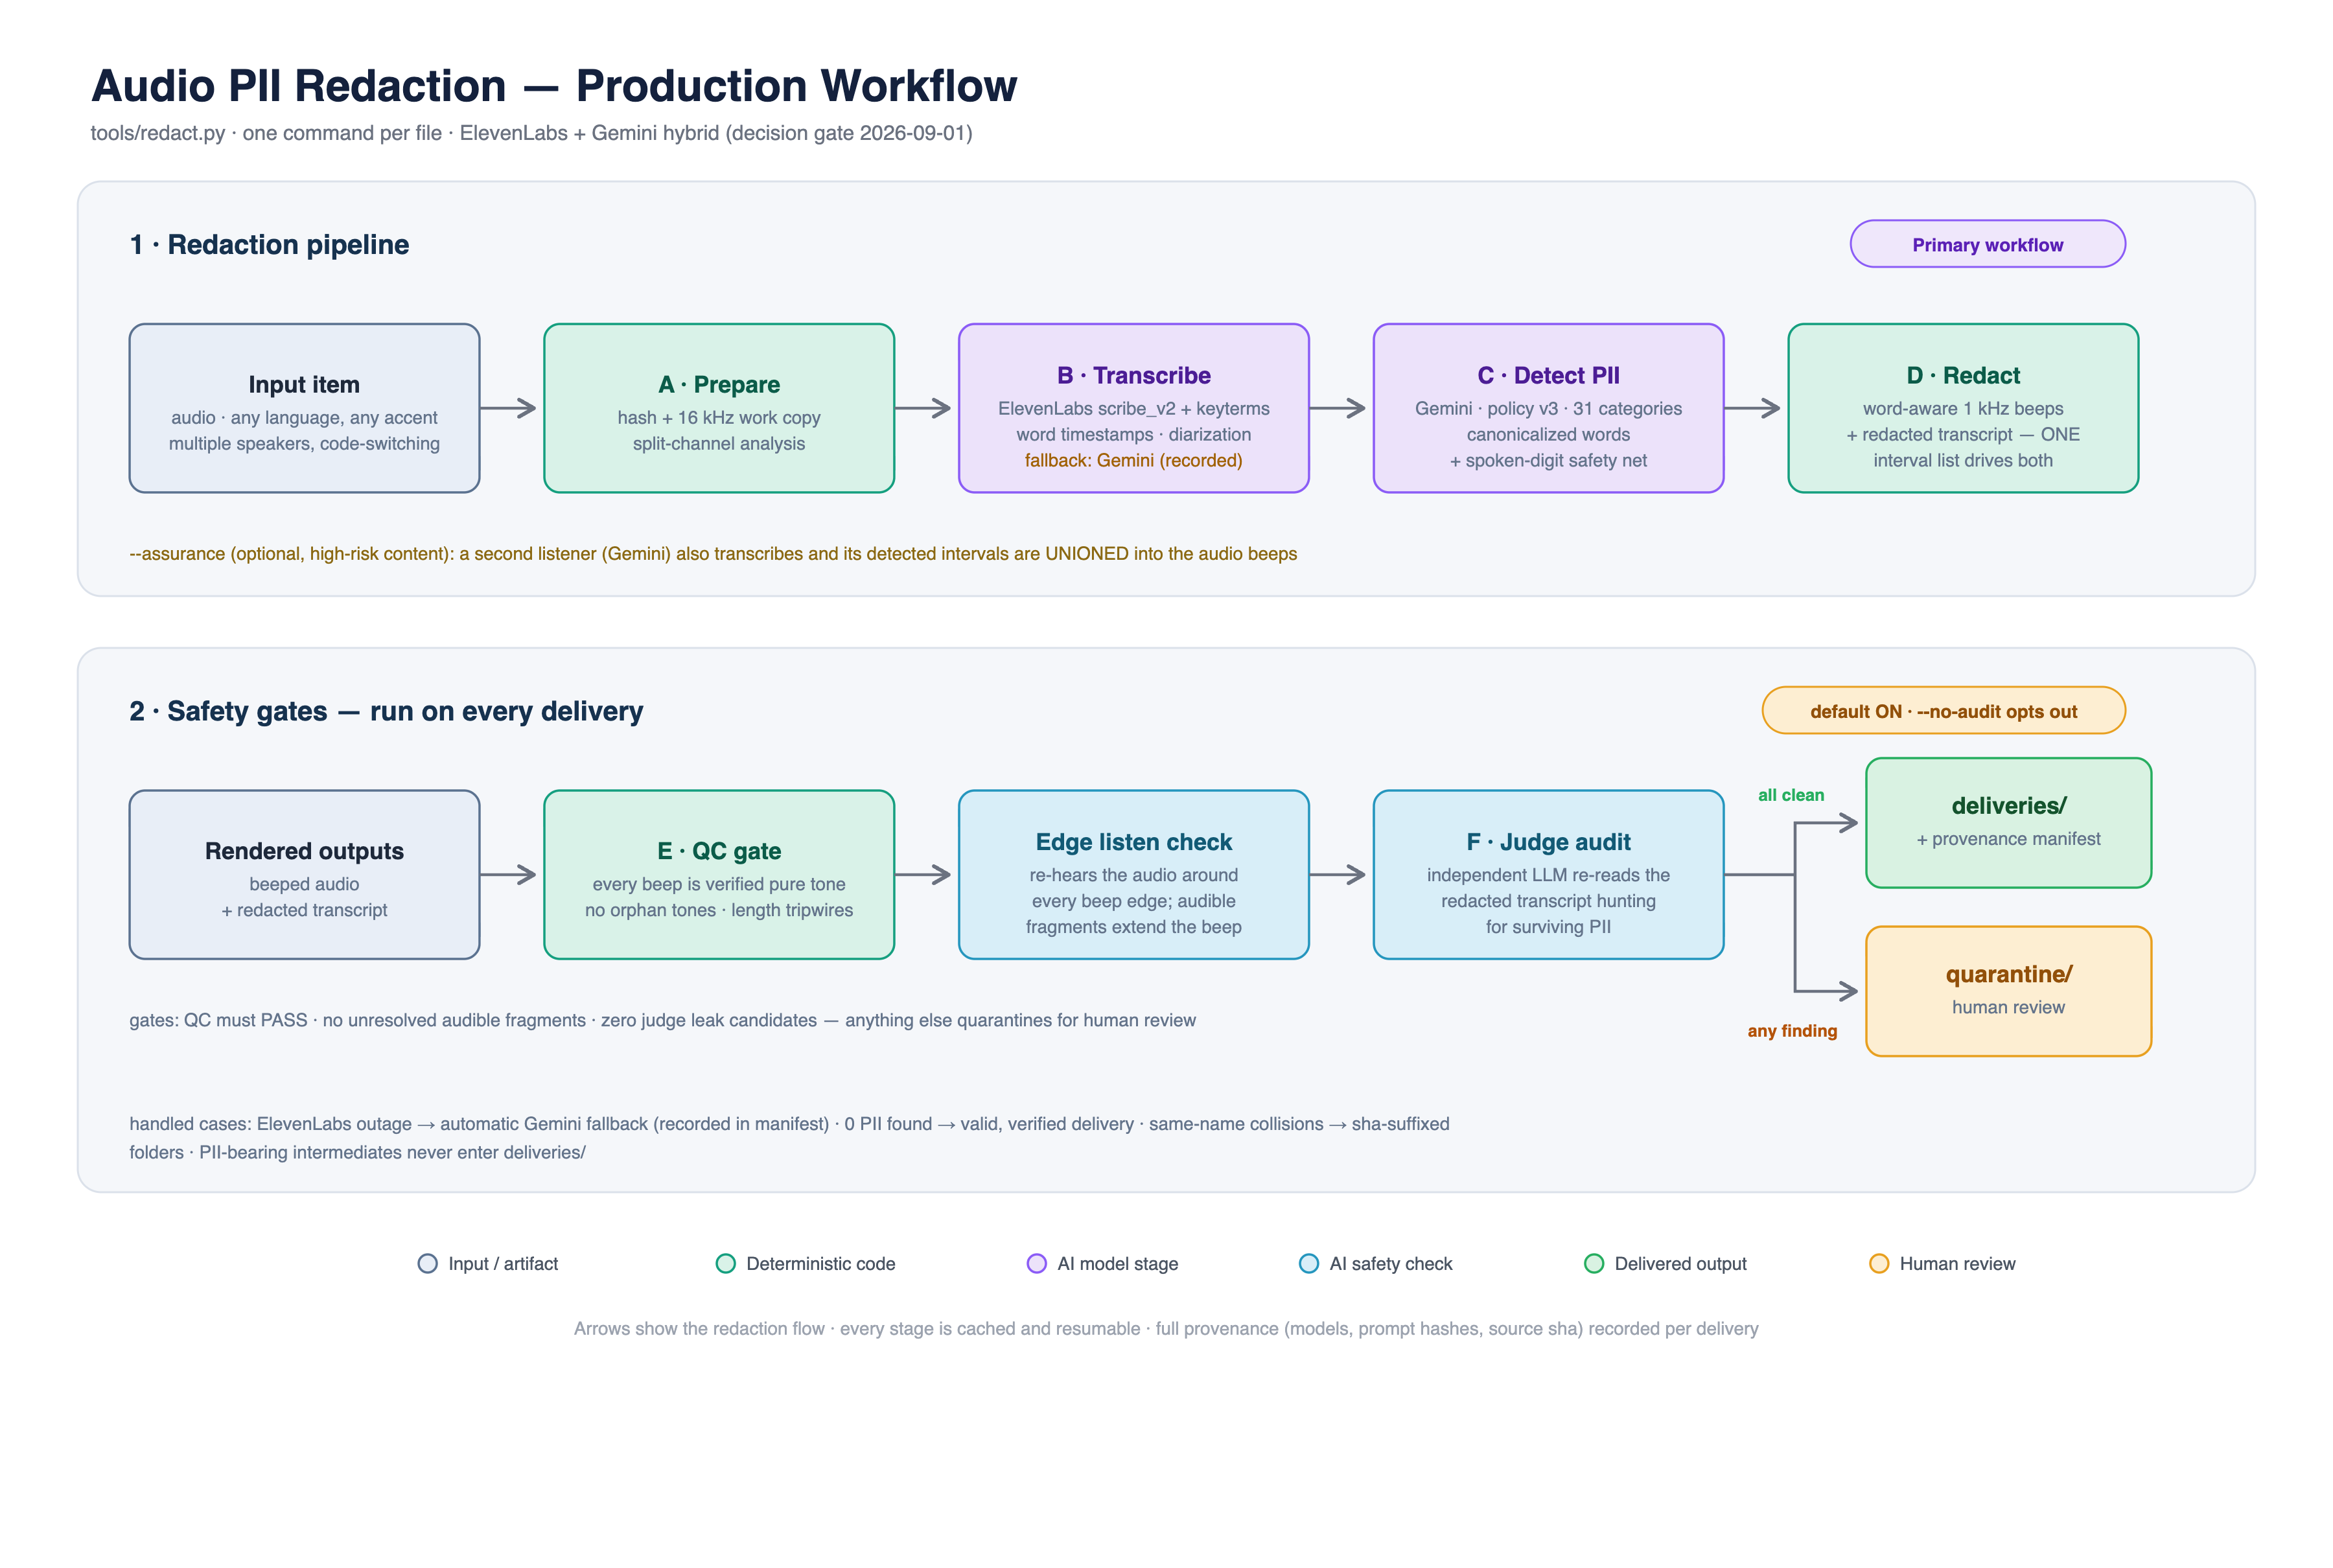 Audio PII Redaction — Production Workflow
tools/redact.py · one command per file · ElevenLabs + Gemini hybrid (decision gate 2026-09-01)
1 · Redaction pipeline
Primary workflow
Input item
audio · any language, any accent
multiple speakers, code-switching
A · Prepare
hash + 16 kHz work copy
split-channel analysis
B · Transcribe
ElevenLabs scribe_v2 + keyterms
word timestamps · diarization
fallback: Gemini (recorded)
C · Detect PII
Gemini · policy v3 · 31 categories
canonicalized words
+ spoken-digit safety net
D · Redact
word-aware 1 kHz beeps
+ redacted transcript — ONE
interval list drives both
--assurance (optional, high-risk content): a second listener (Gemini) also transcribes and its detected intervals are UNIONED into the audio beeps
2 · Safety gates — run on every delivery
default ON · --no-audit opts out
Rendered outputs
beeped audio
+ redacted transcript
E · QC gate
every beep is verified pure tone
no orphan tones · length tripwires
Edge listen check
re-hears the audio around
every beep edge; audible
fragments extend the beep
F · Judge audit
independent LLM re-reads the
redacted transcript hunting
for surviving PII
all clean
deliveries/
+ provenance manifest
any finding
quarantine/
human review
gates: QC must PASS · no unresolved audible fragments · zero judge leak candidates — anything else quarantines for human review
handled cases: ElevenLabs outage → automatic Gemini fallback (recorded in manifest) · 0 PII found → valid, verified delivery · same-name collisions → sha-suffixed
folders · PII-bearing intermediates never enter deliveries/
Input / artifact
Deterministic code
AI model stage
AI safety check
Delivered output
Human review
Arrows show the redaction flow · every stage is cached and resumable · full provenance (models, prompt hashes, source sha) recorded per delivery